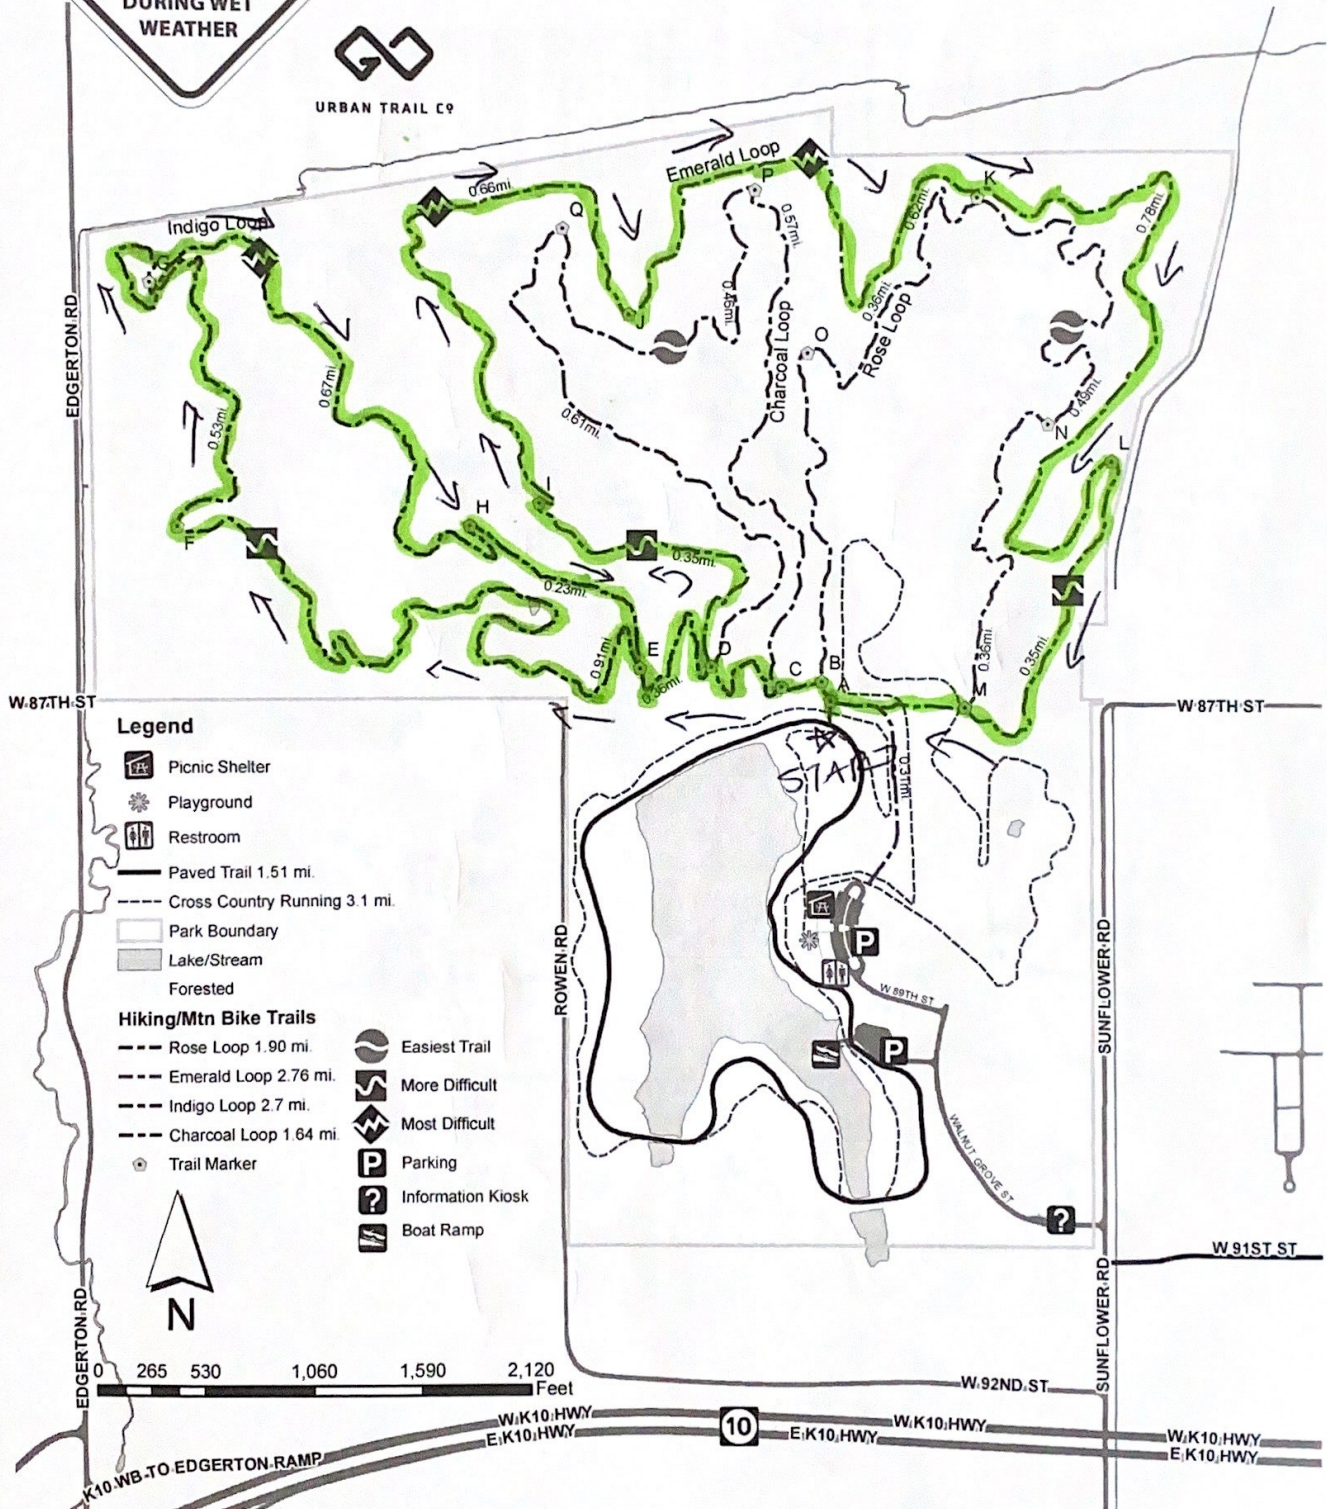 DURING WET
WEATHER
URBAN TRAIL CO
Emerald Loop
P
K
0.66mi.
Q
0.57mi.
0.62mi.
0.78mi.
Indigo Loop
G
J
0.46mi.
0.36mi.
Rose Loop
O
Charcoal Loop
EDGERTON RD
0.67mi.
0.53mi.
0.61mi.
0.49mi.
N
L
I
H
F
0.35mi.
0.23mi.
0.91mi.
E
D
0.36mi.
C
B
A
0.36mi.
0.35mi.
M
W 87TH ST
W 87TH ST
START
0.31mi.
Legend
Picnic Shelter
Playground
Restroom
Paved Trail 1.51 mi.
Cross Country Running 3.1 mi.
Park Boundary
Lake/Stream
Forested
Hiking/Mtn Bike Trails
Rose Loop 1.90 mi.
Emerald Loop 2.76 mi.
Indigo Loop 2.7 mi.
Charcoal Loop 1.64 mi.
Trail Marker
Easiest Trail
More Difficult
Most Difficult
P Parking
? Information Kiosk
Boat Ramp
N
ROWEN RD
P
W 89TH ST
P
SUNFLOWER RD
WALNUT GROVE ST
?
W 91ST ST
EDGERTON RD
SUNFLOWER RD
0 265 530 1,060 1,590 2,120
Feet
W 92ND ST
W K10 HWY
E K10 HWY
10
W K10 HWY
E K10 HWY
W K10 HWY
E K10 HWY
K10 WB TO EDGERTON RAMP